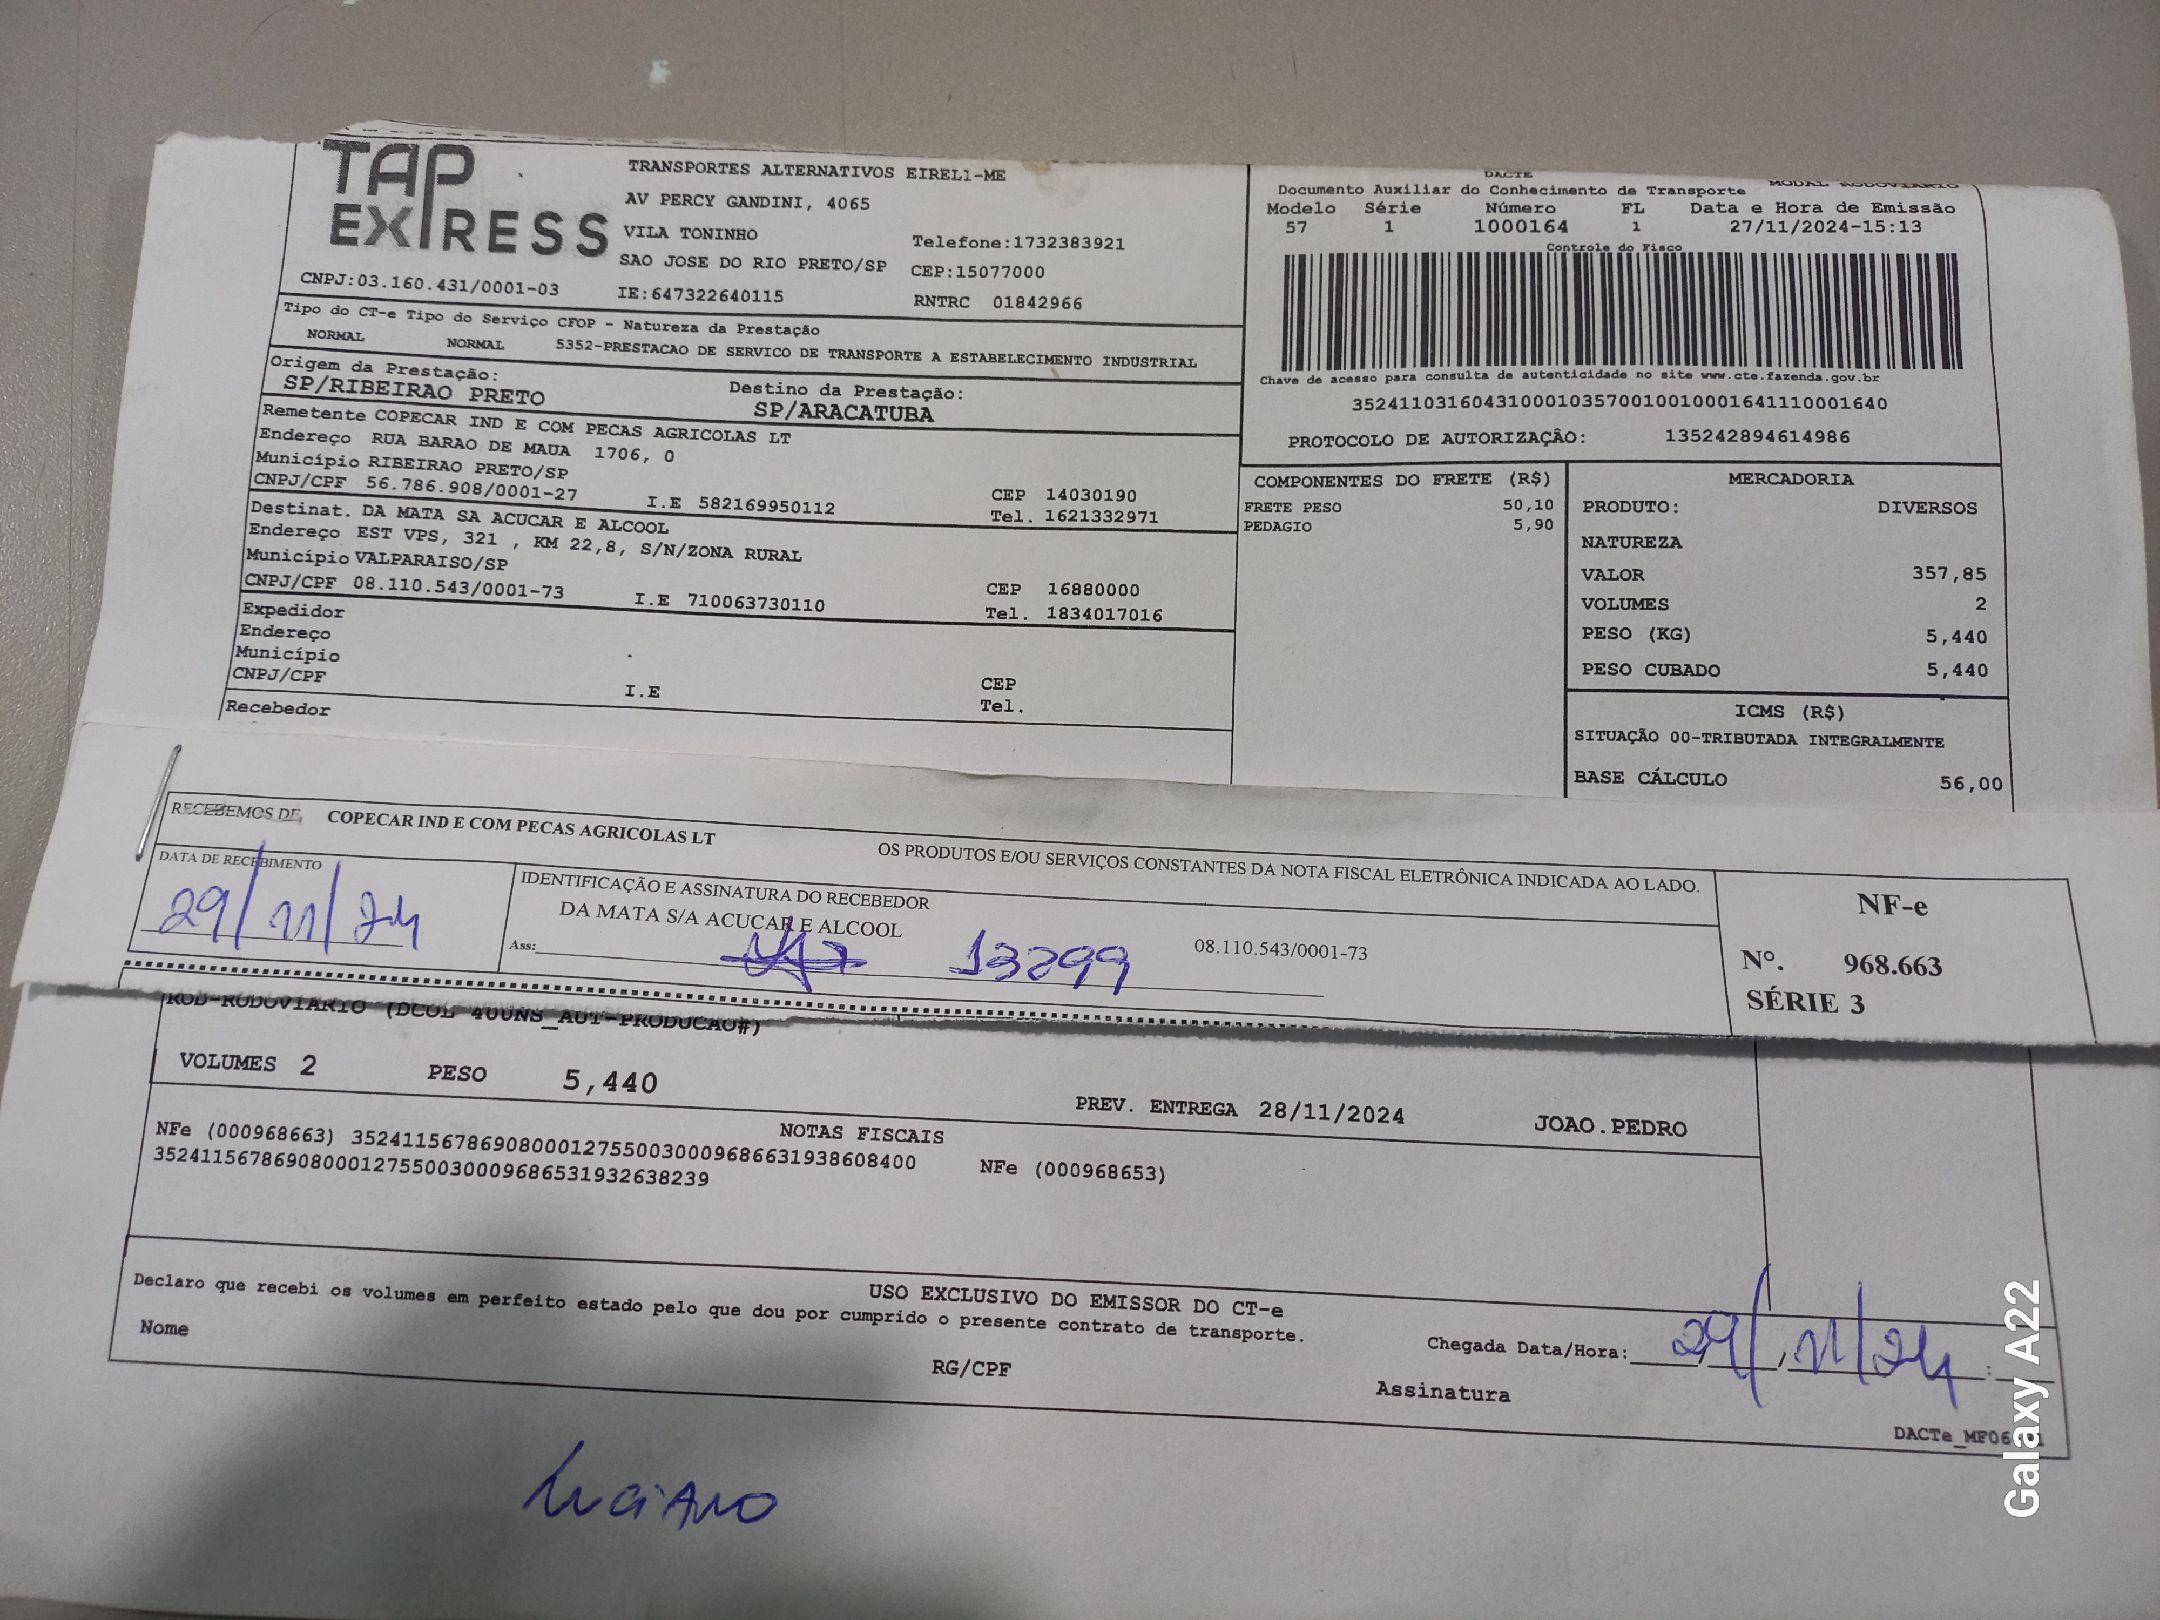 TAP EXPRESS
TRANSPORTES ALTERNATIVOS EIRELI-ME
AV PERCY GANDINI, 4065
VILA TONINHO
Telefone:1732383921
SAO JOSE DO RIO PRETO/SP
CEP:15077000
CNPJ:03.160.431/0001-03
IE:647322640115
RNTRC 01842966
DACTE
MODAL RODOVIARIO
Documento Auxiliar do Conhecimento de Transporte
Modelo Série Número FL Data e Hora de Emissão
57 1 1000164 1 27/11/2024-15:13
Controle do Fisco
Chave de acesso para consulta de autenticidade no site www.cte.fazenda.gov.br
35241103160431000103570010010001641110001640
PROTOCOLO DE AUTORIZAÇÃO: 135242894614986
Tipo do CT-e Tipo do Serviço CFOP - Natureza da Prestação
NORMAL NORMAL 5352-PRESTACAO DE SERVICO DE TRANSPORTE A ESTABELECIMENTO INDUSTRIAL
Origem da Prestação:
SP/RIBEIRAO PRETO
Destino da Prestação:
SP/ARACATUBA
Remetente COPECAR IND E COM PECAS AGRICOLAS LT
Endereço RUA BARAO DE MAUA 1706, 0
Município RIBEIRAO PRETO/SP
CEP 14030190
CNPJ/CPF 56.786.908/0001-27 I.E 582169950112 Tel. 1621332971
Destinat. DA MATA SA ACUCAR E ALCOOL
Endereço EST VPS, 321 , KM 22,8, S/N/ZONA RURAL
Município VALPARAISO/SP
CEP 16880000
CNPJ/CPF 08.110.543/0001-73 I.E 710063730110 Tel. 1834017016
Expedidor
Endereço
Município
CEP
CNPJ/CPF I.E Tel.
Recebedor
COMPONENTES DO FRETE (R$)
FRETE PESO 50,10
PEDAGIO 5,90
MERCADORIA
PRODUTO: DIVERSOS
NATUREZA
VALOR 357,85
VOLUMES 2
PESO (KG) 5,440
PESO CUBADO 5,440
ICMS (R$)
SITUAÇÃO 00-TRIBUTADA INTEGRALMENTE
BASE CÁLCULO 56,00
RECEBEMOS DE COPECAR IND E COM PECAS AGRICOLAS LT OS PRODUTOS E/OU SERVIÇOS CONSTANTES DA NOTA FISCAL ELETRÔNICA INDICADA AO LADO.
DATA DE RECEBIMENTO
29/11/24
IDENTIFICAÇÃO E ASSINATURA DO RECEBEDOR
DA MATA S/A ACUCAR E ALCOOL
08.110.543/0001-73
Ass: 13299
NF-e
Nº. 968.663
SÉRIE 3
ROD-RODOVIARIO (DCOL 400NS_AUT-PRODUCAO#)
VOLUMES 2 PESO 5,440 PREV. ENTREGA 28/11/2024 JOAO.PEDRO
NOTAS FISCAIS
NFe (000968663) 35241156786908000127550030009686631938608400 NFe (000968653)
35241156786908000127550030009686531932638239
USO EXCLUSIVO DO EMISSOR DO CT-e
Declaro que recebi os volumes em perfeito estado pelo que dou por cumprido o presente contrato de transporte.
Nome RG/CPF Assinatura
Chegada Data/Hora: 29/11/24 :
DACTe_MF06
Luciano
Galaxy A22